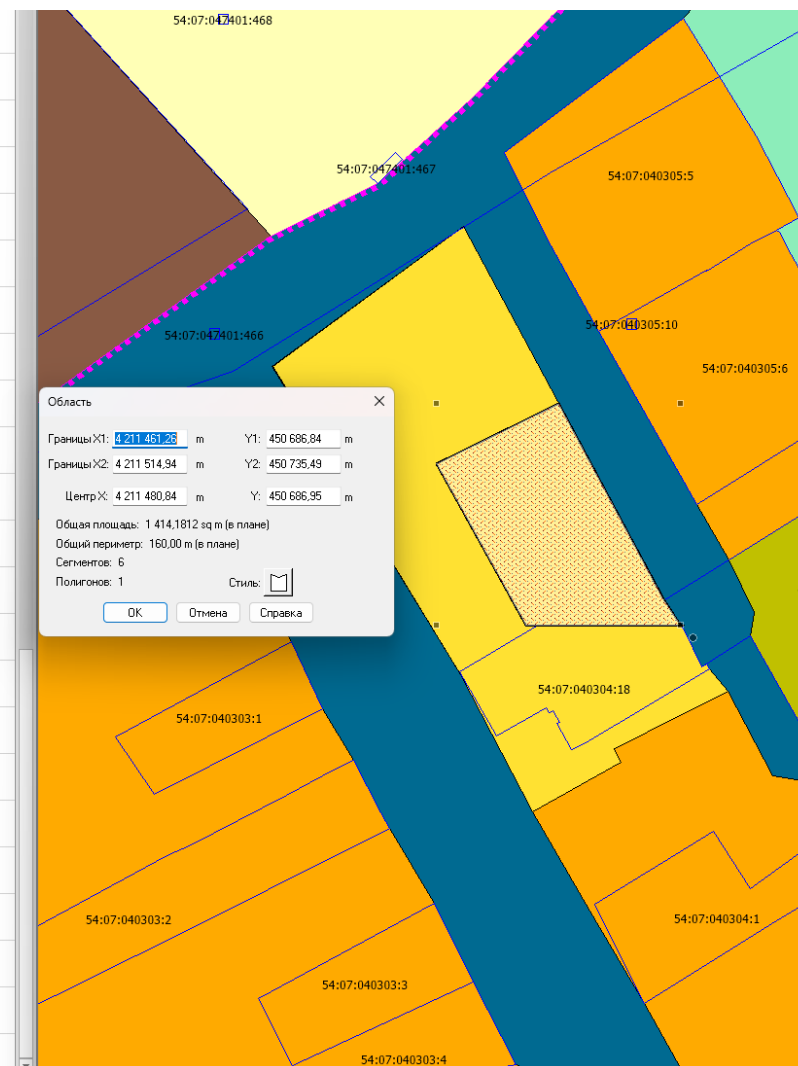 54:07:047401:468
54:07:047401:467
54:07:040305:5
54:07:047401:466
54:07:040305:10
54:07:040305:6
Область
Границы X1: 4 211 461,26 m Y1: 450 686,84 m
Границы X2: 4 211 514,94 m Y2: 450 735,49 m
Центр X: 4 211 480,84 m Y: 450 686,95 m
Общая площадь: 1 414,1812 sq m (в плане)
Общий периметр: 160,00 m (в плане)
Сегментов: 6
Полигонов: 1 Стиль:
OK Отмена Справка
54:07:040304:18
54:07:040303:1
54:07:040303:2
54:07:040304:1
54:07:040303:3
54:07:040303:4